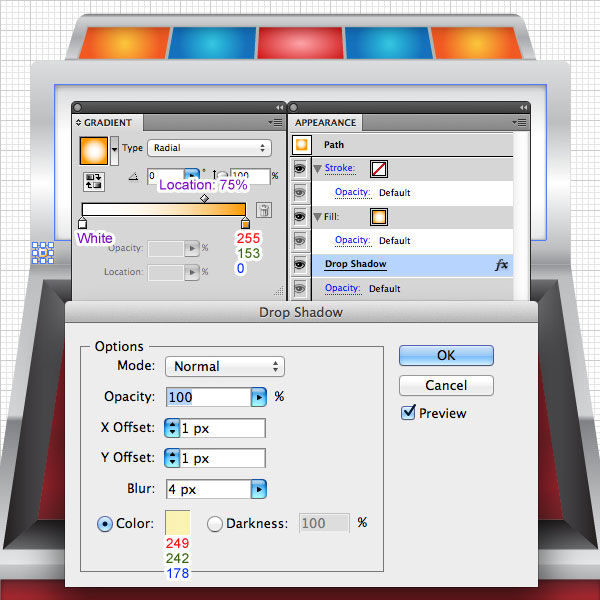 GRADIENT
Type Radial
0 ° 100 %
Location: 75%
White
255
153
0
Opacity: %
Location: %
APPEARANCE
Path
Stroke:
Opacity: Default
Fill:
Opacity: Default
Drop Shadow fx
Opacity: Default
Drop Shadow
Options
Mode: Normal
Opacity: 100 %
X Offset: 1 px
Y Offset: 1 px
Blur: 4 px
Color: Darkness: 100 %
249
242
178
OK
Cancel
Preview